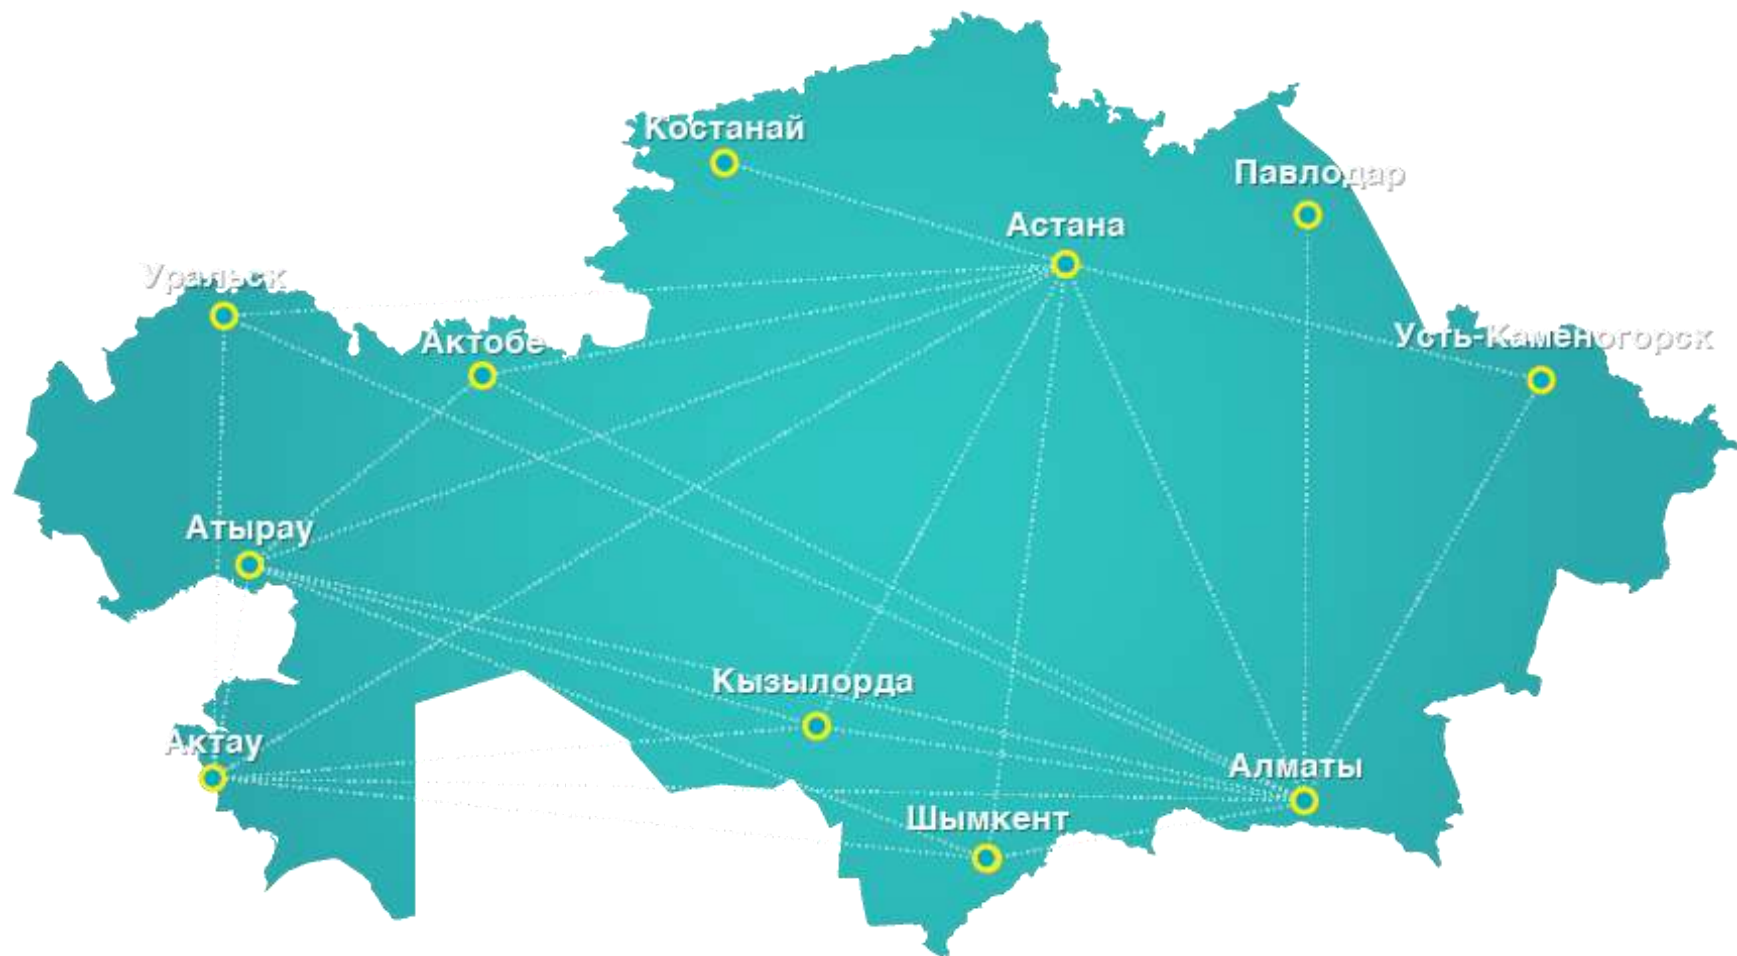 Костанай
Павлодар
Астана
Уральск
Актобе
Усть-Каменогорск
Атырау
Кызылорда
Актау
Алматы
Шымкент